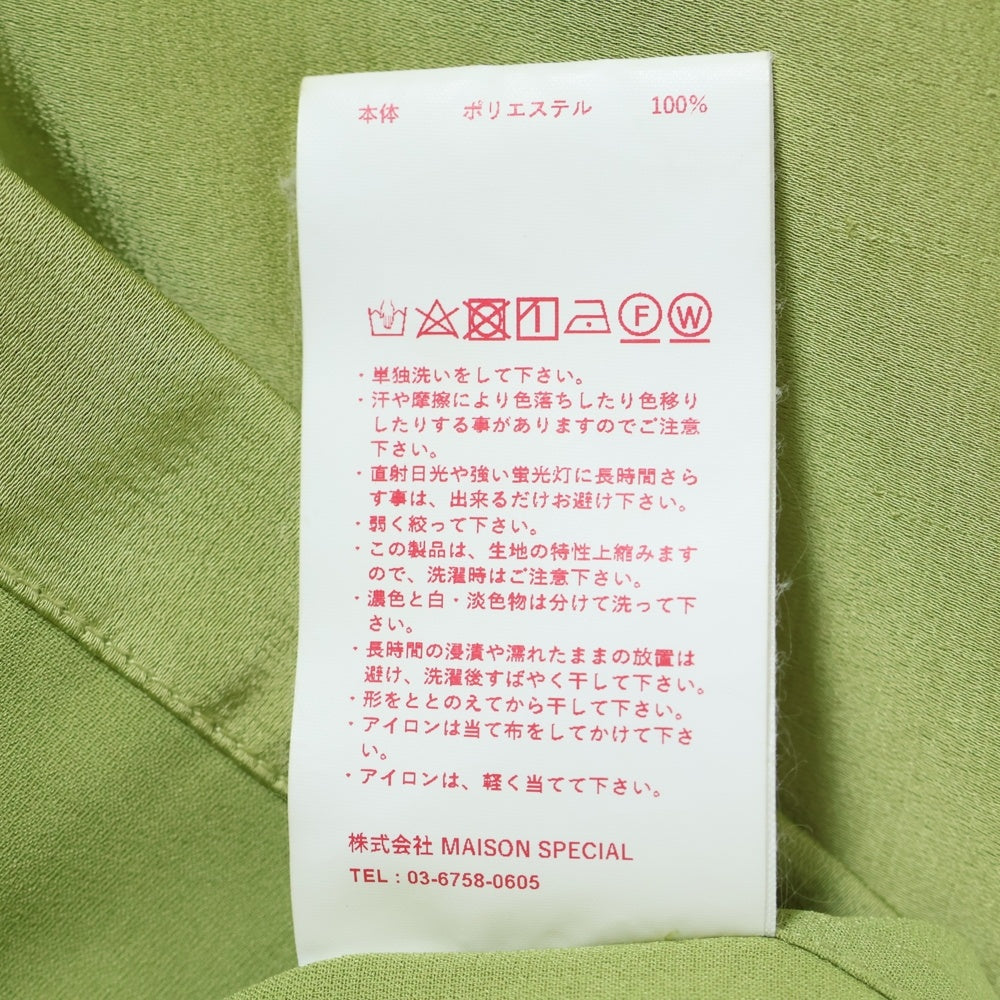 本体 ポリエステル 100%
F W
・単独洗いをして下さい。
・汗や摩擦により色落ちしたり色移り
したりする事がありますのでご注意
下さい。
・直射日光や強い蛍光灯に長時間さら
す事は、出来るだけお避け下さい。
・弱く絞って下さい。
・この製品は、生地の特性上縮みます
ので、洗濯時はご注意下さい。
・濃色と白・淡色物は分けて洗って下
さい。
・長時間の浸漬や濡れたままの放置は
避け、洗濯後すばやく干して下さい。
・形をととのえてから干して下さい。
・アイロンは当て布をしてかけて下さ
い。
・アイロンは、軽く当てて下さい。
株式会社 MAISON SPECIAL
TEL : 03-6758-0605